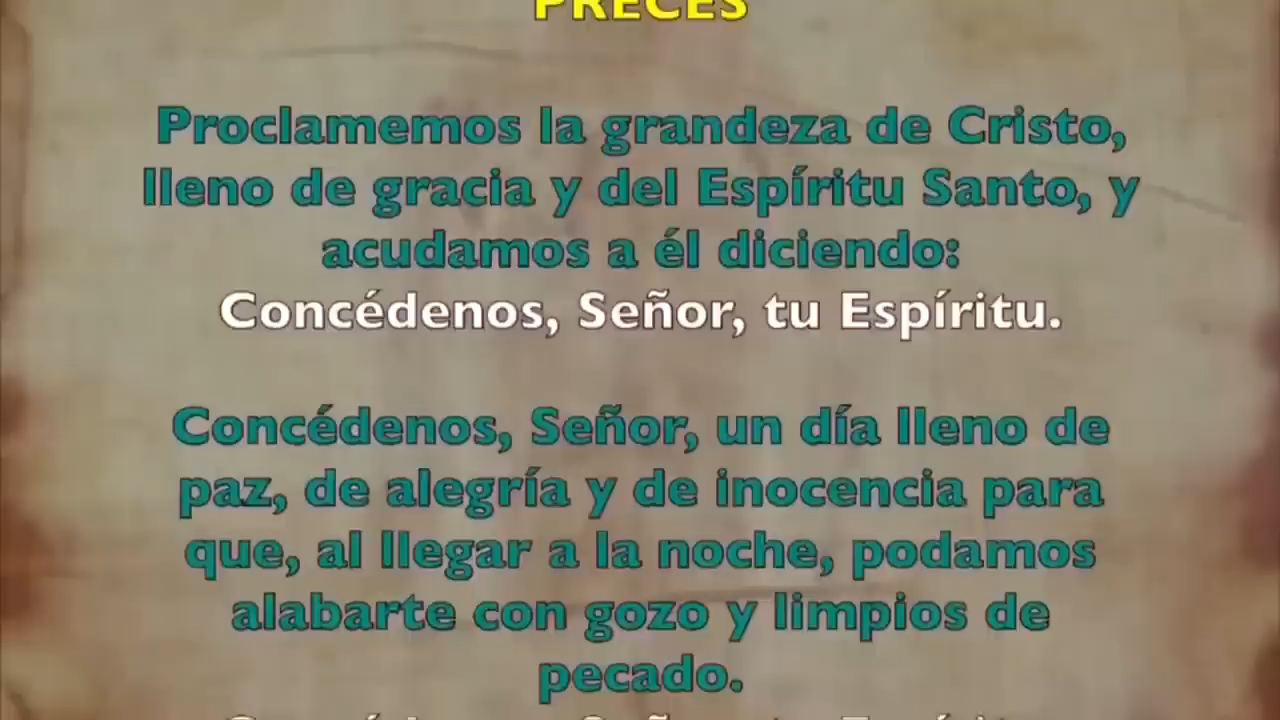 PRECES
Proclamemos la grandeza de Cristo,
lleno de gracia y del Espíritu Santo, y
acudamos a él diciendo:
Concédenos, Señor, tu Espíritu.
Concédenos, Señor, un día lleno de
paz, de alegría y de inocencia para
que, al llegar a la noche, podamos
alabarte con gozo y limpios de
pecado.